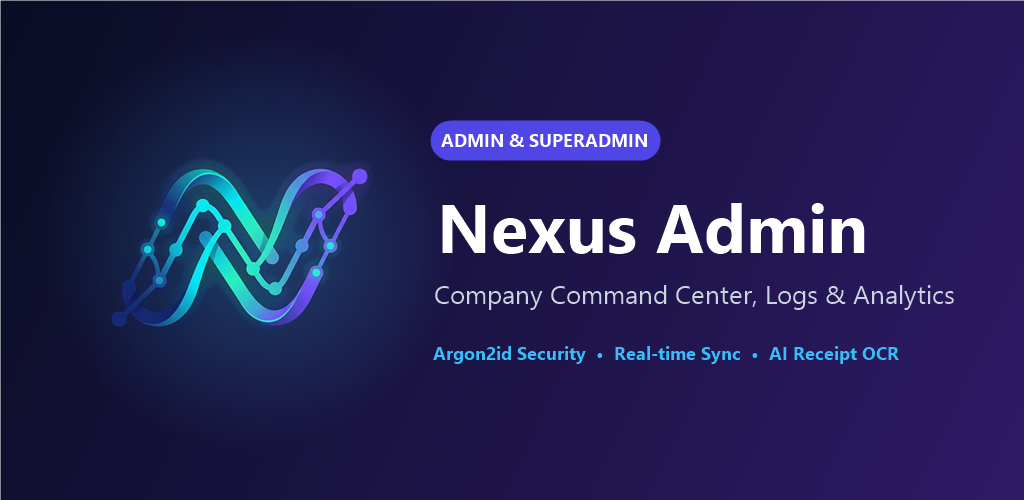 ADMIN & SUPERADMIN
Nexus Admin
Company Command Center, Logs & Analytics
Argon2id Security • Real-time Sync • AI Receipt OCR